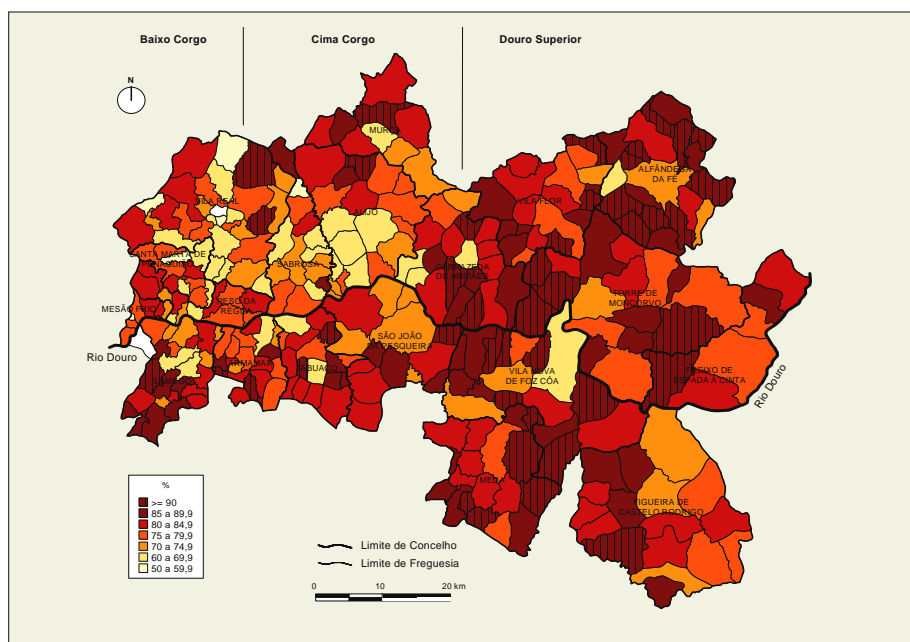 Baixo Corgo
Cima Corgo
Douro Superior
N
MURÇA
ALFÂNDEGA
DA FÉ
VILA REAL
VILA FLOR
ALIJO
SANTA MARTA DE
PENAGUIÃO
SABROSA
CARRAZEDA
DE ANSIÃES
TORRE DE
MONCORVO
MESÃO FRIO
PESO DA
RÉGUA
SÃO JOÃO
DA PESQUEIRA
Rio Douro
ARMAMAR
TABUAÇO
LAMEGO
VILA NOVA
DE FOZ CÔA
FREIXO DE
ESPADA À CINTA
Rio Douro
MEDA
FIGUEIRA DE
CASTELO RODRIGO
%
>= 90
85 a 89,9
80 a 84,9
75 a 79,9
70 a 74,9
60 a 69,9
50 a 59,9
Limite de Concelho
Limite de Freguesia
0 10 20 km